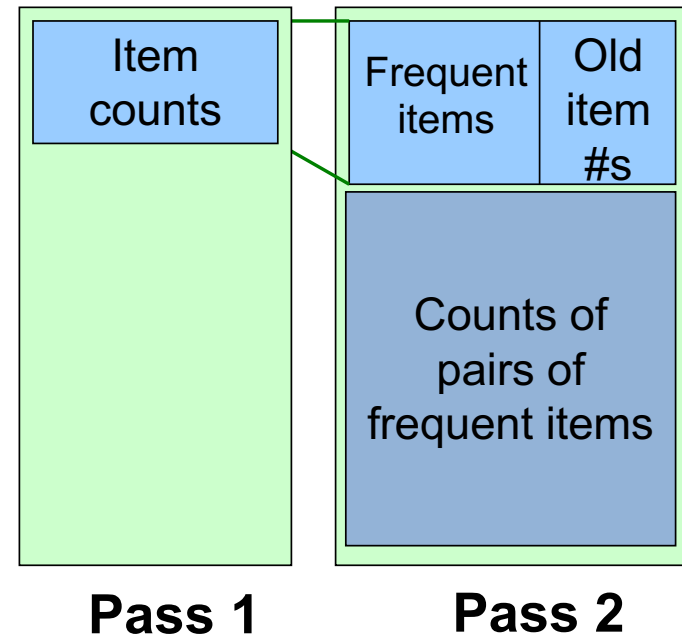 Item
counts
Frequent
items
Old
item
#s
Counts of
pairs of
frequent items
Pass 1
Pass 2